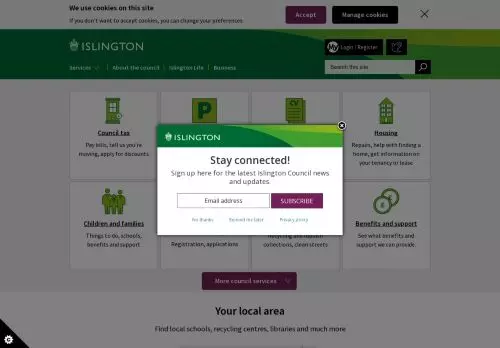 We use cookies on this site
If you don't want to accept cookies, you can change your preferences
Accept
Manage cookies
ISLINGTON
My
Login / Register
Services
About the council
Islington Life
Business
Search this site
Council tax
Pay bills, tell us you're
moving, apply for discounts
CV
Housing
Repairs, help with finding a
home, get information on
your tenancy or lease
ISLINGTON
Stay connected!
Sign up here for the latest Islington Council news
and updates
Email address
SUBSCRIBE
No thanks
Remind me later
Privacy policy
Children and families
Things to do, schools,
benefits and support
Registration, applications
Recycling and rubbish
collections, clean streets
Benefits and support
See what benefits and
support we can provide.
More council services
Your local area
Find local schools, recycling centres, libraries and much more